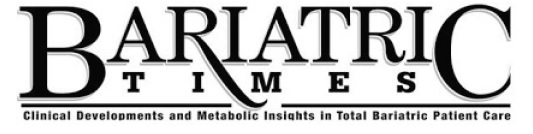 BARIATRIC
TIMES
Clinical Developments and Metabolic Insights in Total Bariatric Patient Care